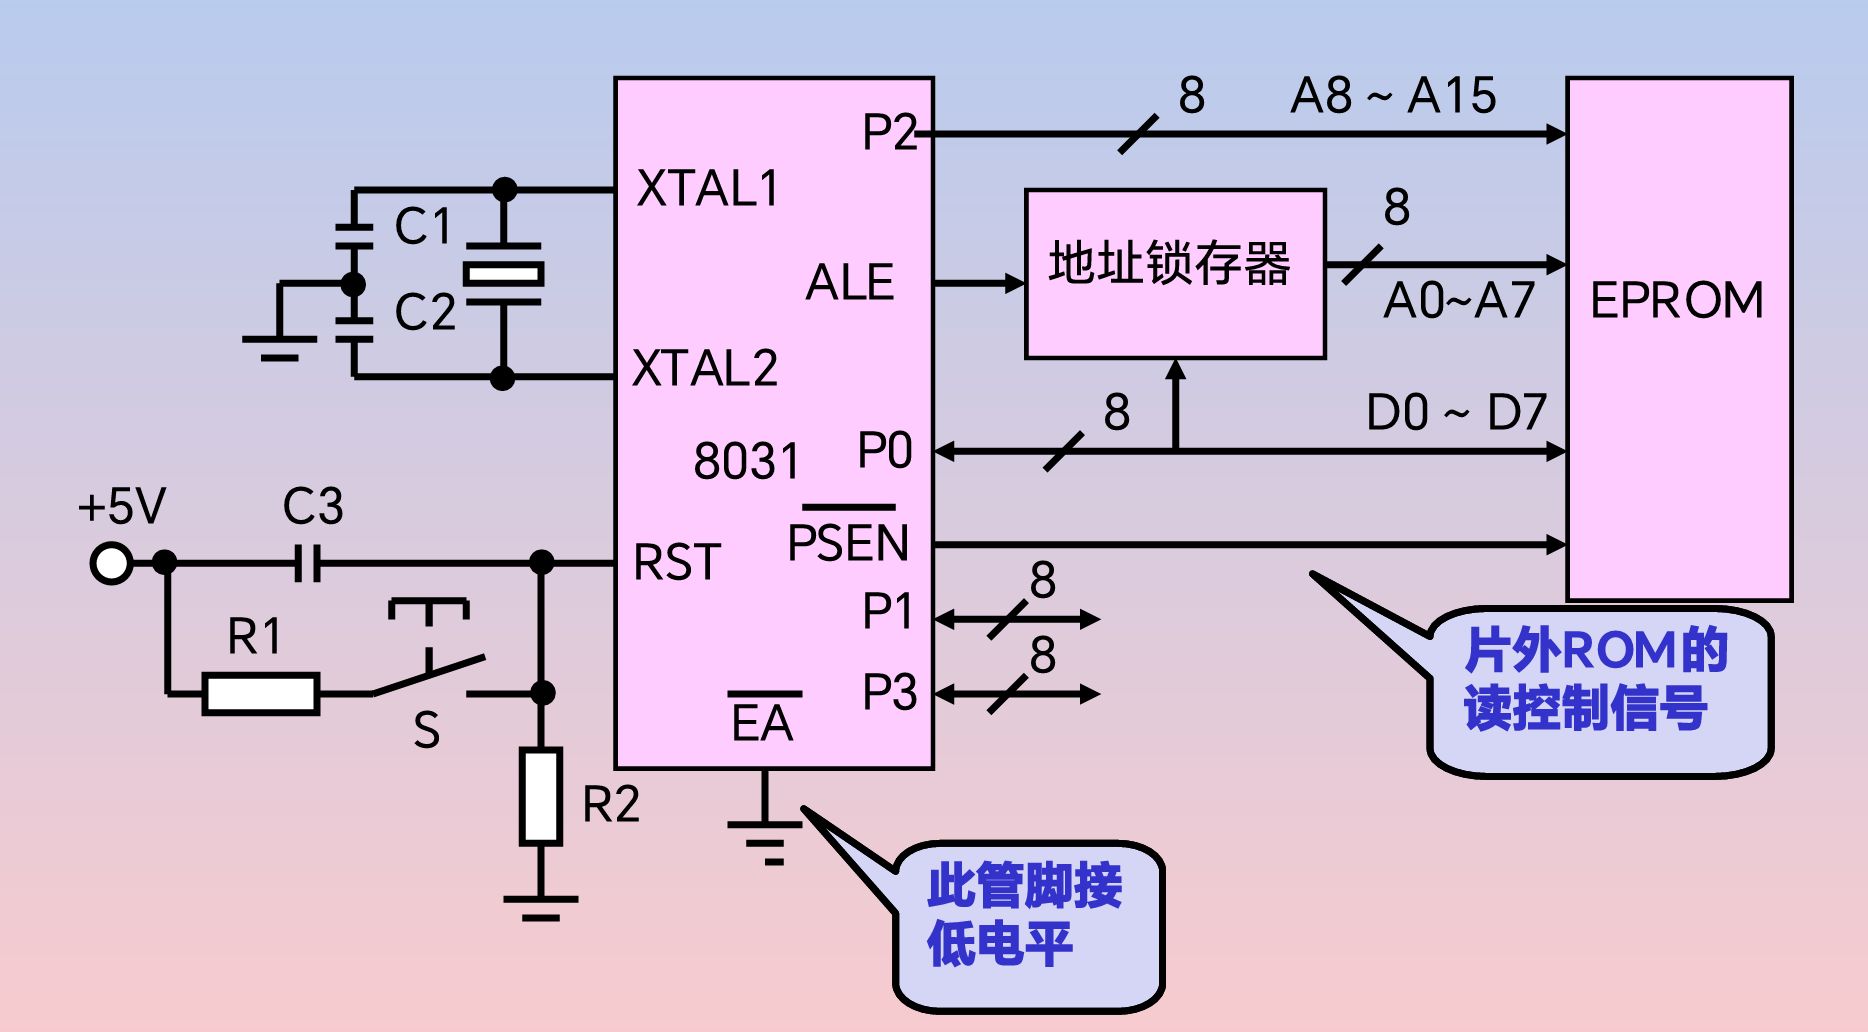 8
A8 ~ A15
P2
XTAL1
C1
8
地址锁存器
ALE
A0~A7
EPROM
C2
XTAL2
8
D0 ~ D7
P0
8031
+5V
C3
PSEN
RST
P1
8
R1
P3
8
S
EA
片外ROM的
读控制信号
R2
此管脚接
低电平